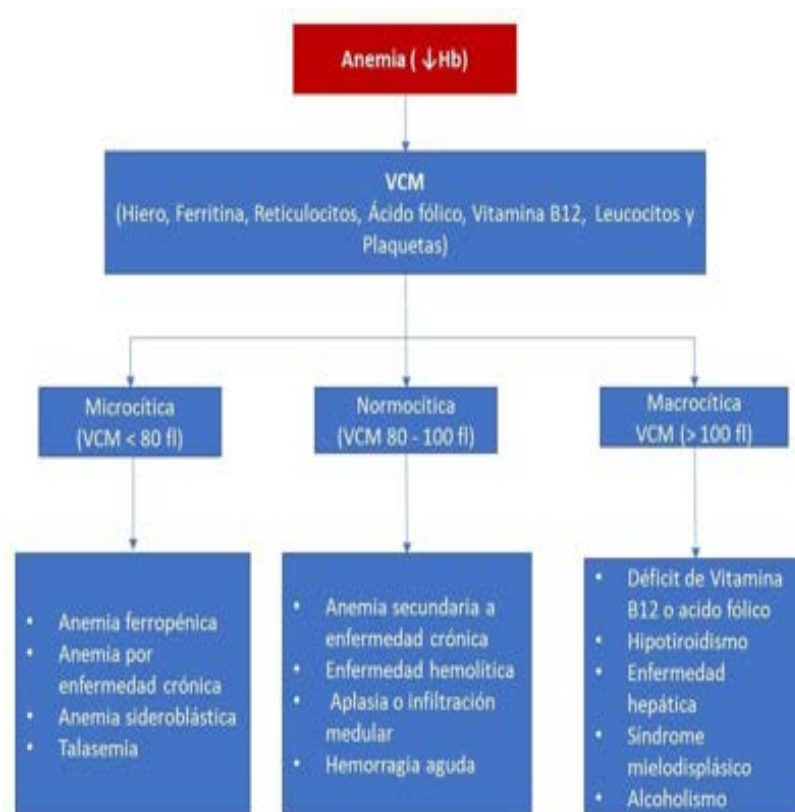 Anemia ( ↓Hb)
VCM
(Hiero, Ferritina, Reticulocitos, Ácido fólico, Vitamina B12, Leucocitos y
Plaquetas)
Microcítica
(VCM < 80 fl)
Normocítica
(VCM 80 - 100 fl)
Macrocítica
VCM (> 100 fl)
• Anemia ferropénica
• Anemia por
enfermedad crónica
• Anemia sideroblástica
• Talasemia
• Anemia secundaria a
enfermedad crónica
• Enfermedad hemolítica
• Aplasia o infiltración
medular
• Hemorragia aguda
• Déficit de Vitamina
B12 o acido fólico
• Hipotiroidismo
• Enfermedad
hepática
• Síndrome
mielodisplásico
• Alcoholismo